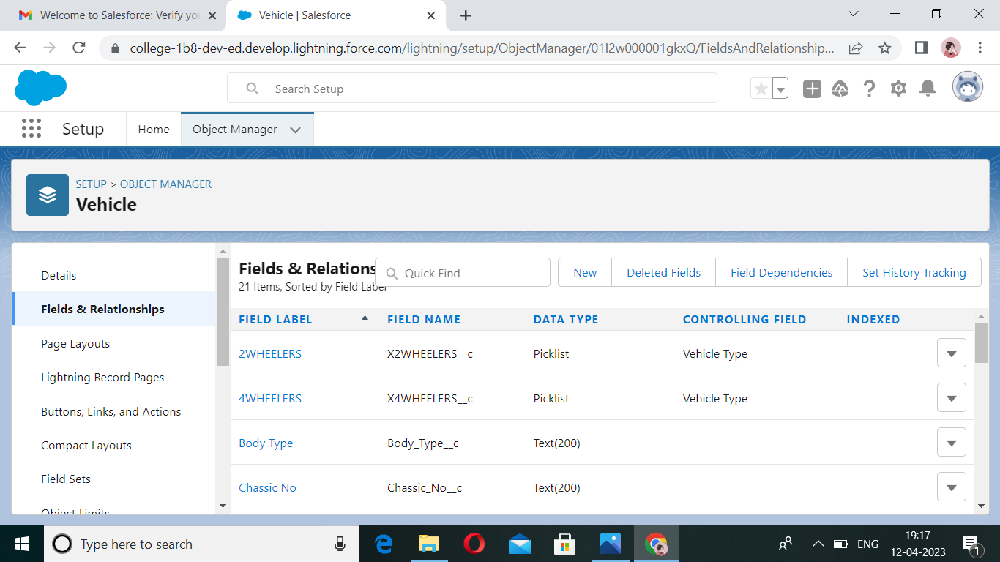 Welcome to Salesforce: Verify yo
Vehicle | Salesforce
college-1b8-dev-ed.develop.lightning.force.com/lightning/setup/ObjectManager/01I2w000001gkxQ/FieldsAndRelationship...
Search Setup
Setup
Home
Object Manager
SETUP > OBJECT MANAGER
Vehicle
Details
Fields & Relationships
Page Layouts
Lightning Record Pages
Buttons, Links, and Actions
Compact Layouts
Field Sets
Object Limits
Fields & Relations
21 Items, Sorted by Field Label
Quick Find
New
Deleted Fields
Field Dependencies
Set History Tracking
FIELD LABEL FIELD NAME DATA TYPE CONTROLLING FIELD INDEXED
2WHEELERS X2WHEELERS__c Picklist Vehicle Type
4WHEELERS X4WHEELERS__c Picklist Vehicle Type
Body Type Body_Type__c Text(200)
Chassic No Chassic_No__c Text(200)
Type here to search
ENG
19:17
12-04-2023
1